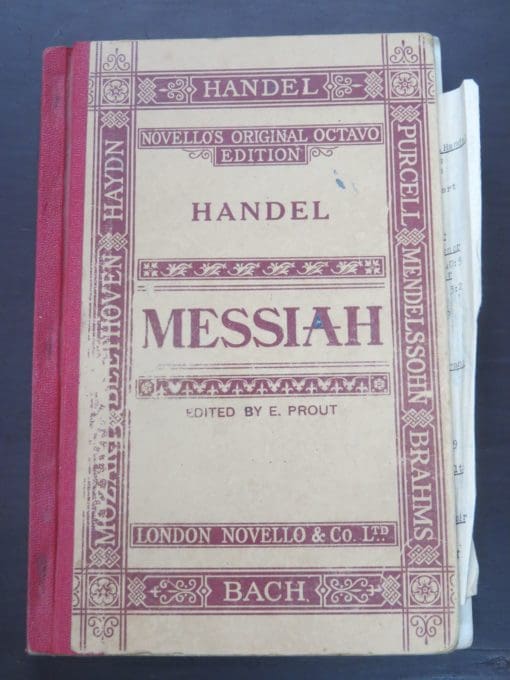 HANDEL
NOVELLO'S ORIGINAL OCTAVO
EDITION
HANDEL
MESSIAH
EDITED BY E. PROUT
LONDON NOVELLO & Co. LTD
BACH
HAYDN
BEETHOVEN
MOZART
PURCELL
MENDELSSOHN
BRAHMS